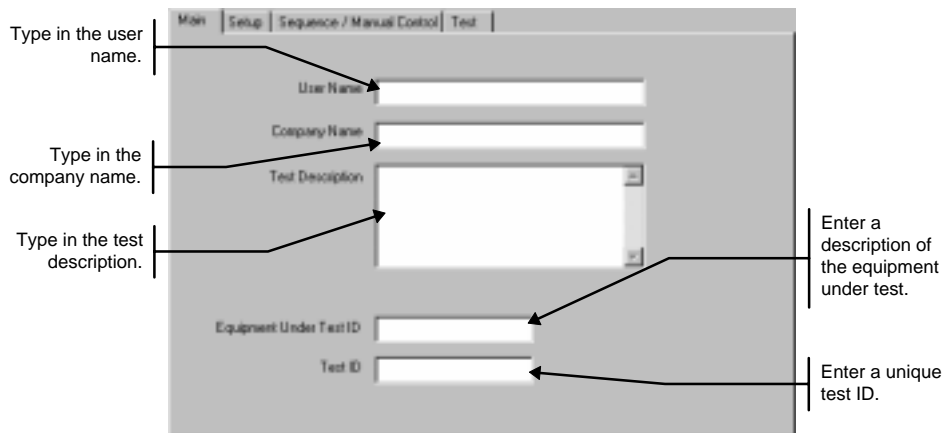 Main Setup Sequence / Manual Control Test
Type in the user
name.
User Name
Company Name
Type in the
company name.
Test Description
Type in the test
description.
Enter a
description of
the equipment
under test.
Equipment Under Test ID
Test ID
Enter a unique
test ID.